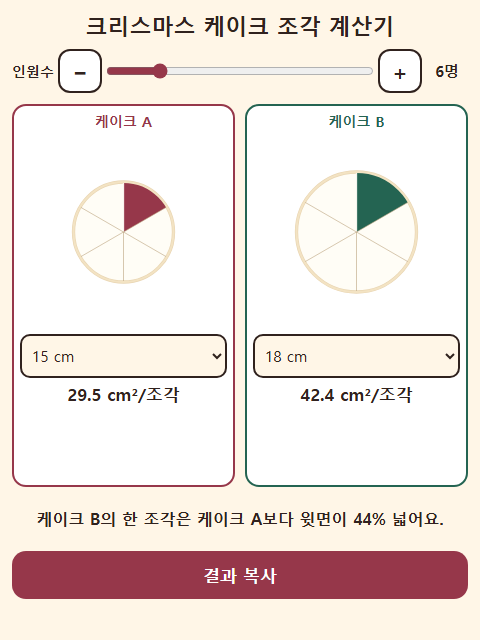 크리스마스 케이크 조각 계산기
인원수 − + 6명
케이크 A
15 cm
29.5 cm²/조각
케이크 B
18 cm
42.4 cm²/조각
케이크 B의 한 조각은 케이크 A보다 윗면이 44% 넓어요.
결과 복사